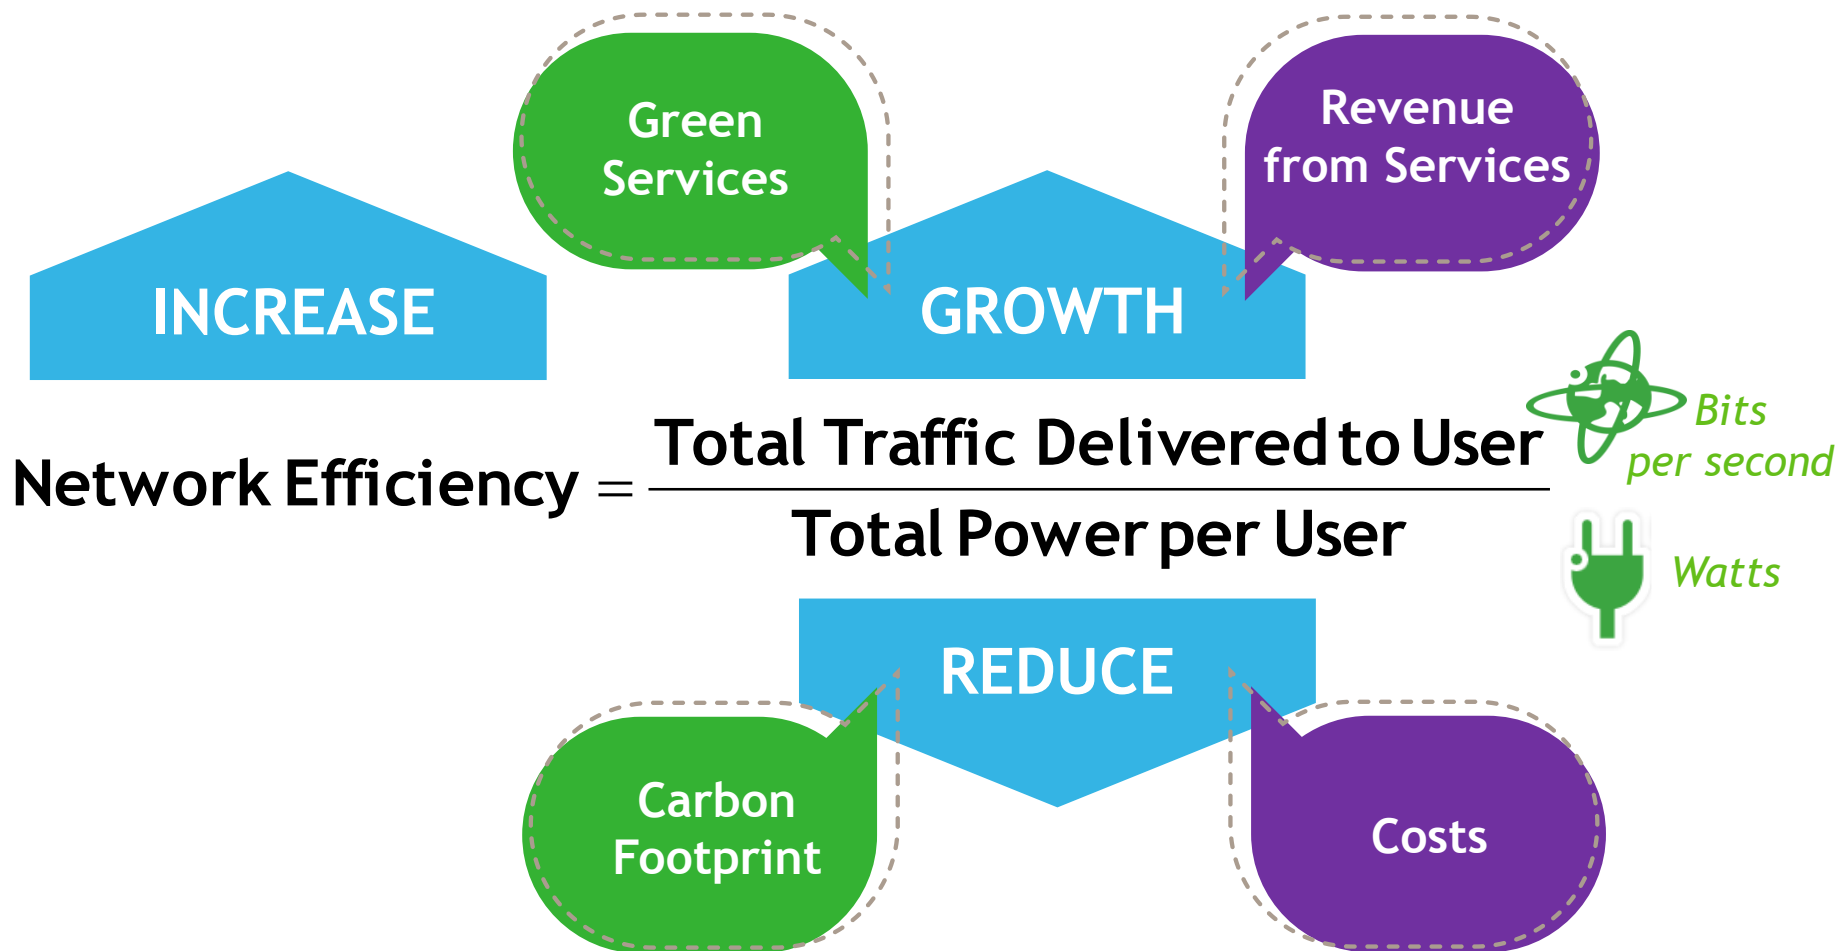 Green
Services
Revenue
from Services
INCREASE
GROWTH
Network Efficiency =
Total Traffic Delivered to User
Bits
per second
Total Power per User
Watts
REDUCE
Carbon
Footprint
Costs